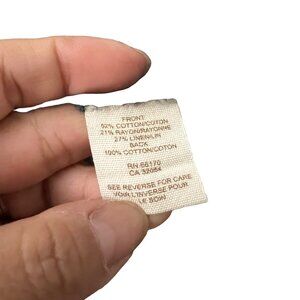 FRONT
52% COTTON/COTON
21% RAYON/RAYONNE
27% LINEN/LIN
BACK
100% COTTON/COTON
RN 66170
CA 32054
SEE REVERSE FOR CARE
VOIR L'INVERSE POUR
LE SOIN